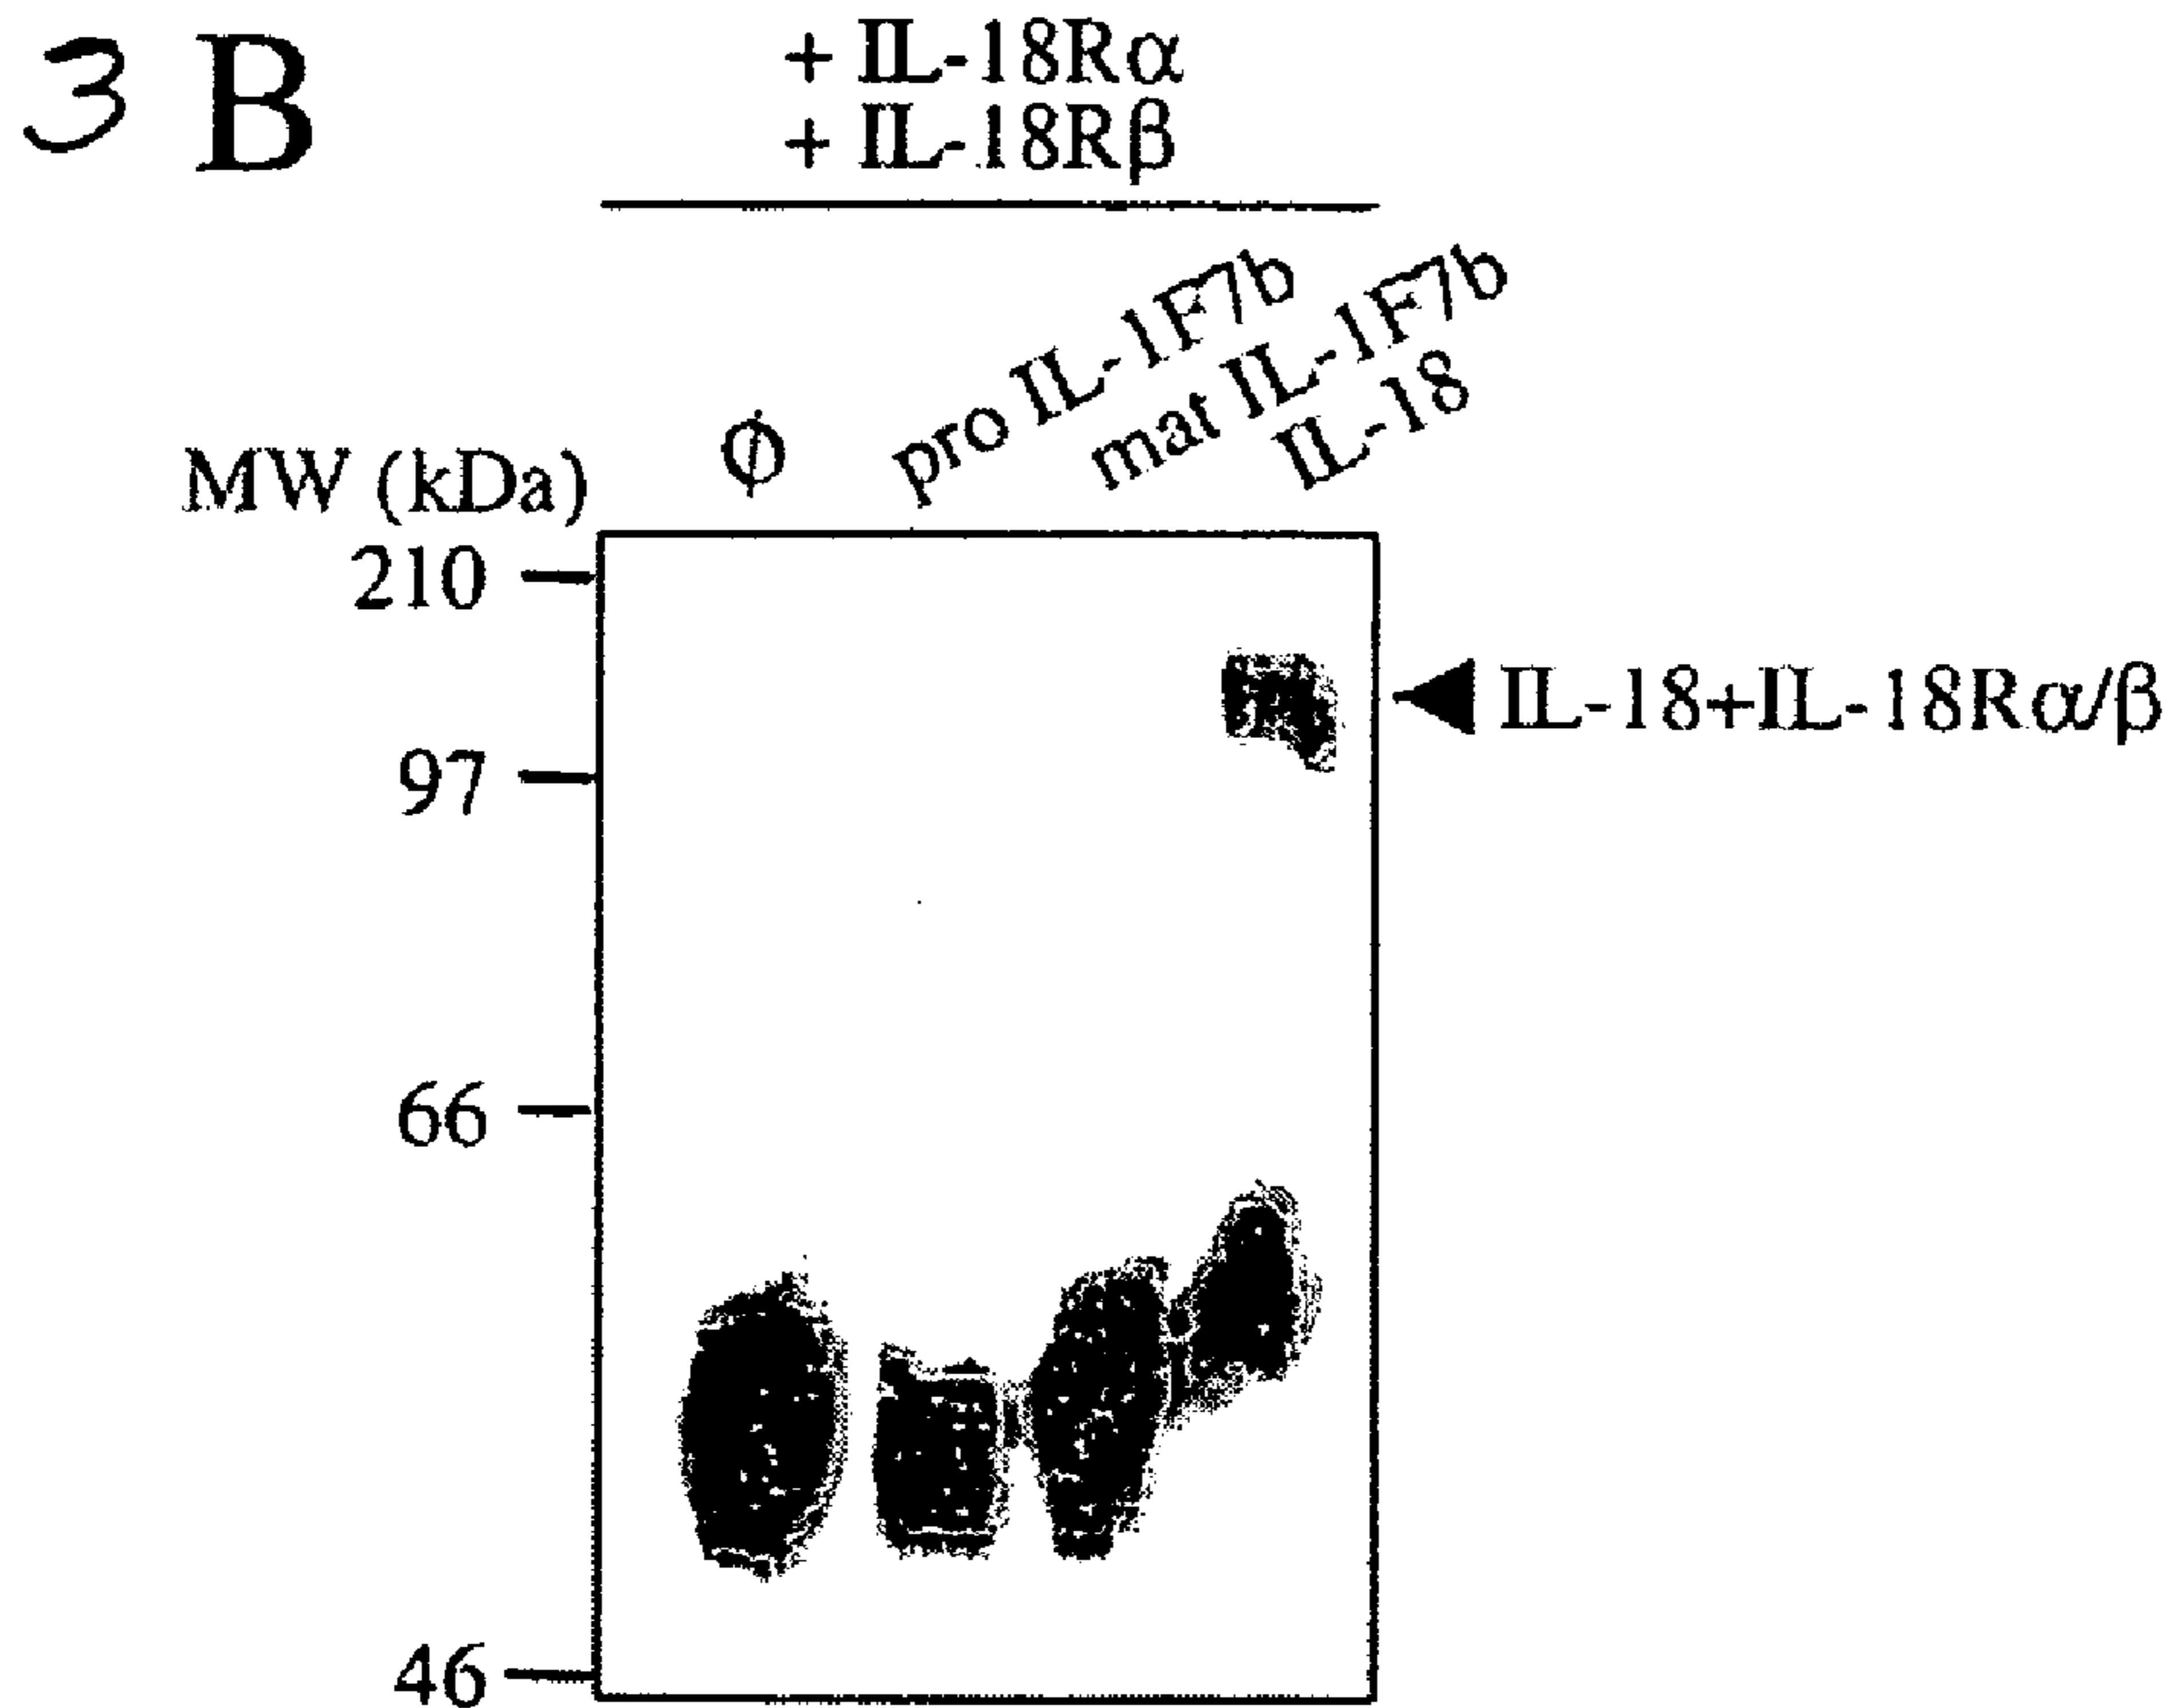 3 B
+ IL-18Rα
+ IL-18Rβ
MW (kDa)
ϕ
pro IL-1F7b
mat IL-1F7b
IL-18
210
IL-18+IL-18Rα/β
97
66
46